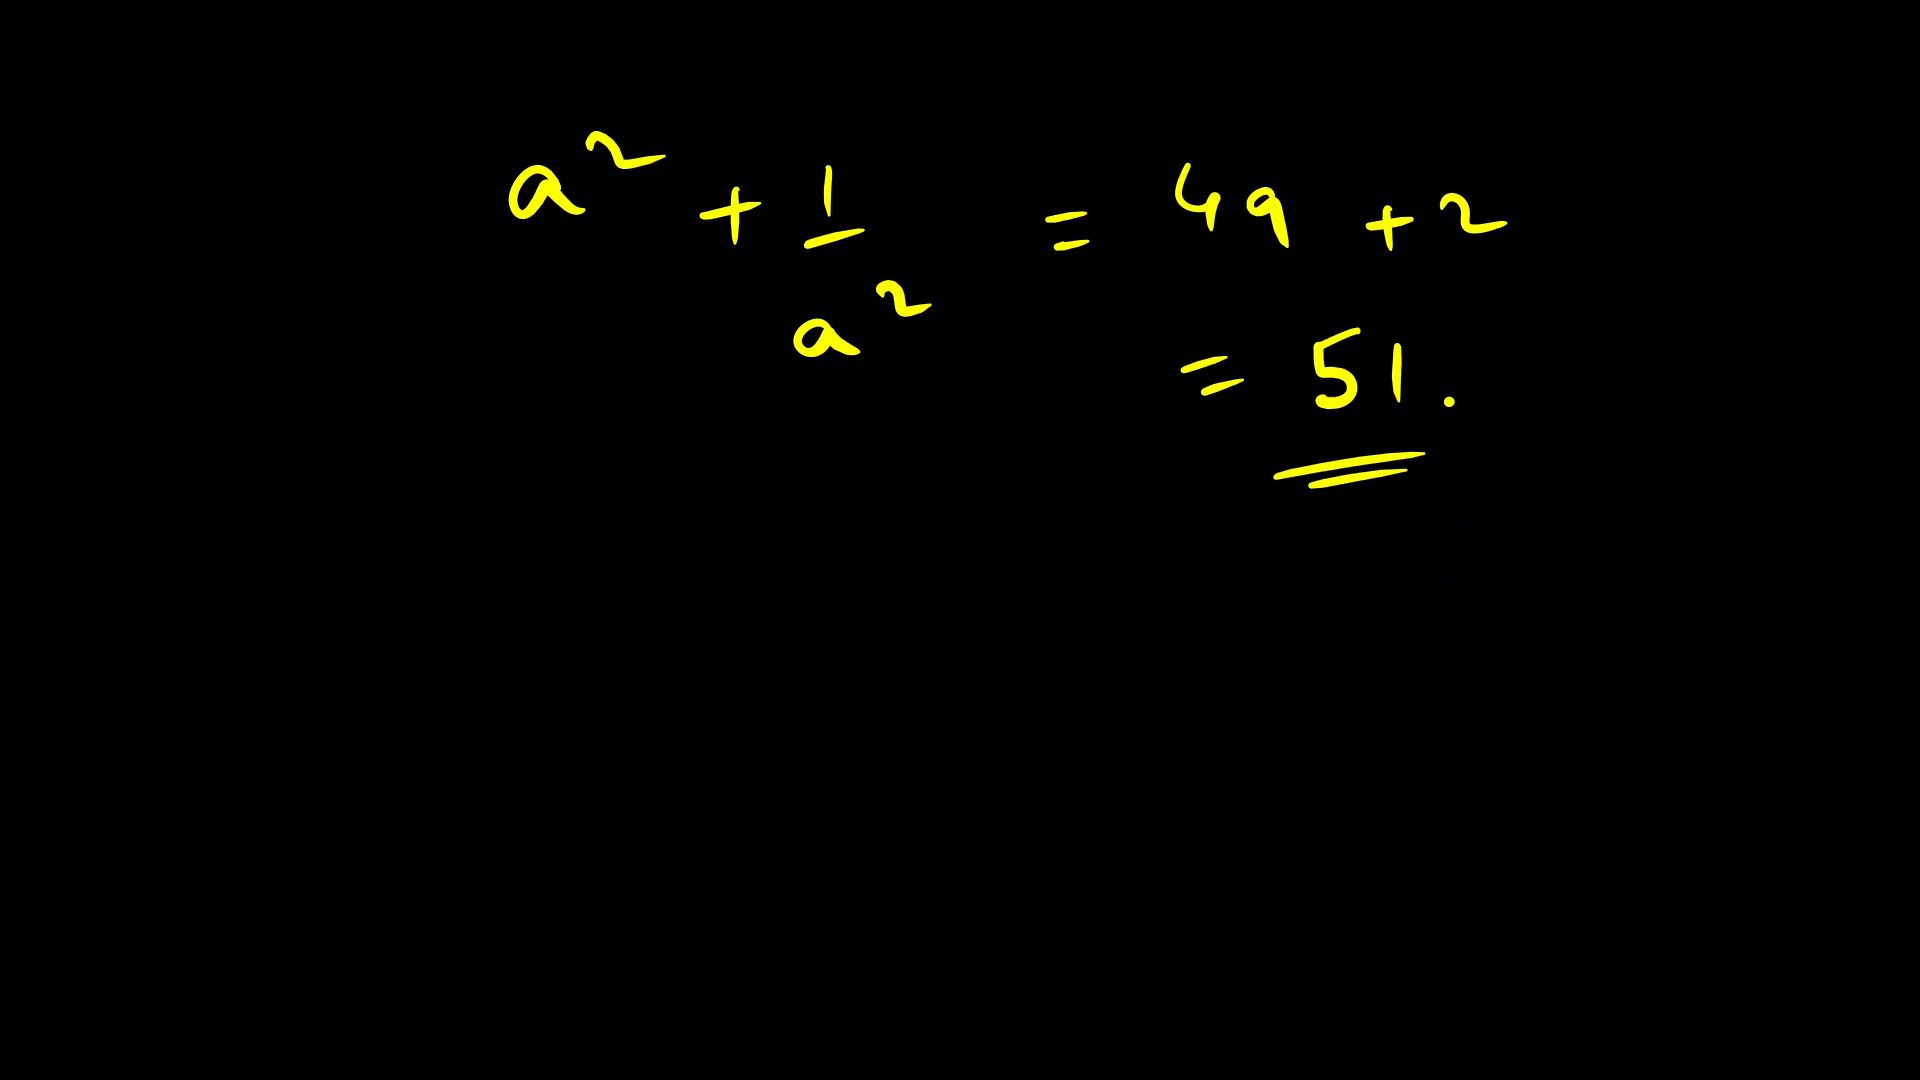 a² + 1/a² = 49 + 2
= 51.